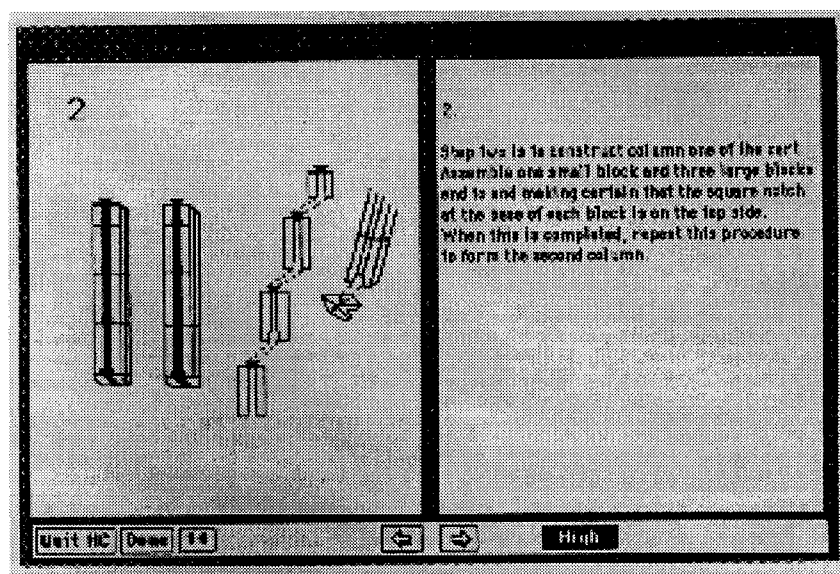 2
2.
Step two is to construct column one of the cart
Assemble one small block and three large blocks
end to end making certain that the square notch
at the base of each block is on the top side.
When this is completed, repeat this procedure
to form the second column.
Unit HC
Demo
High